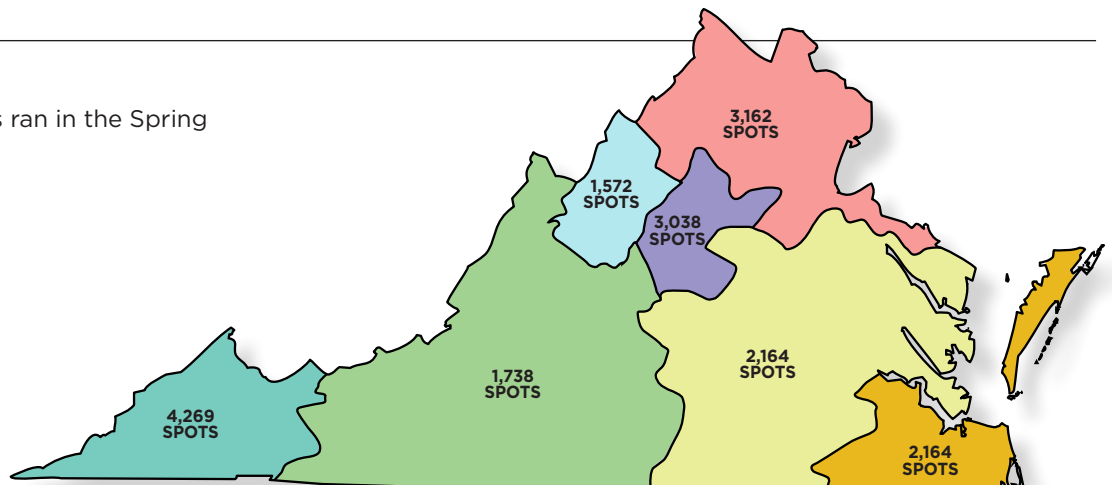 s ran in the Spring
3,162
SPOTS
1,572
SPOTS
3,038
SPOTS
2,164
SPOTS
1,738
SPOTS
4,269
SPOTS
2,164
SPOTS